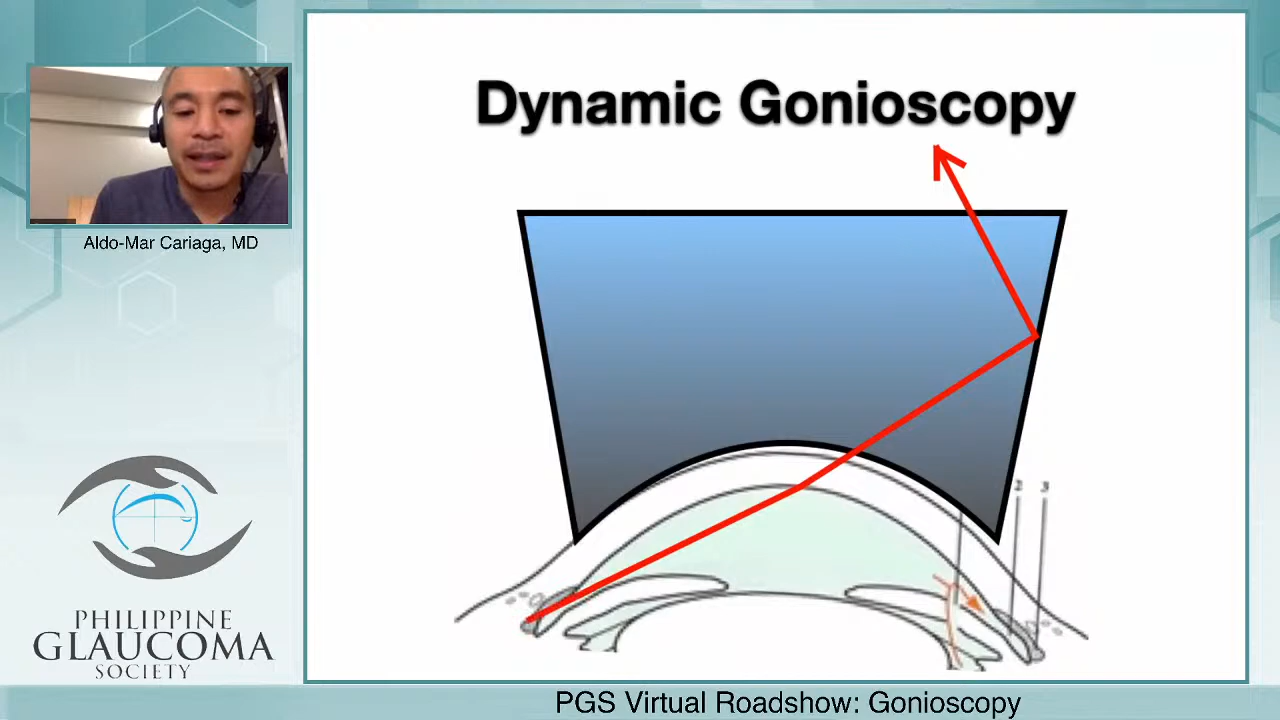 Dynamic Gonioscopy
Aldo-Mar Cariaga, MD
2 3
PHILIPPINE
GLAUCOMA
SOCIETY
PGS Virtual Roadshow: Gonioscopy